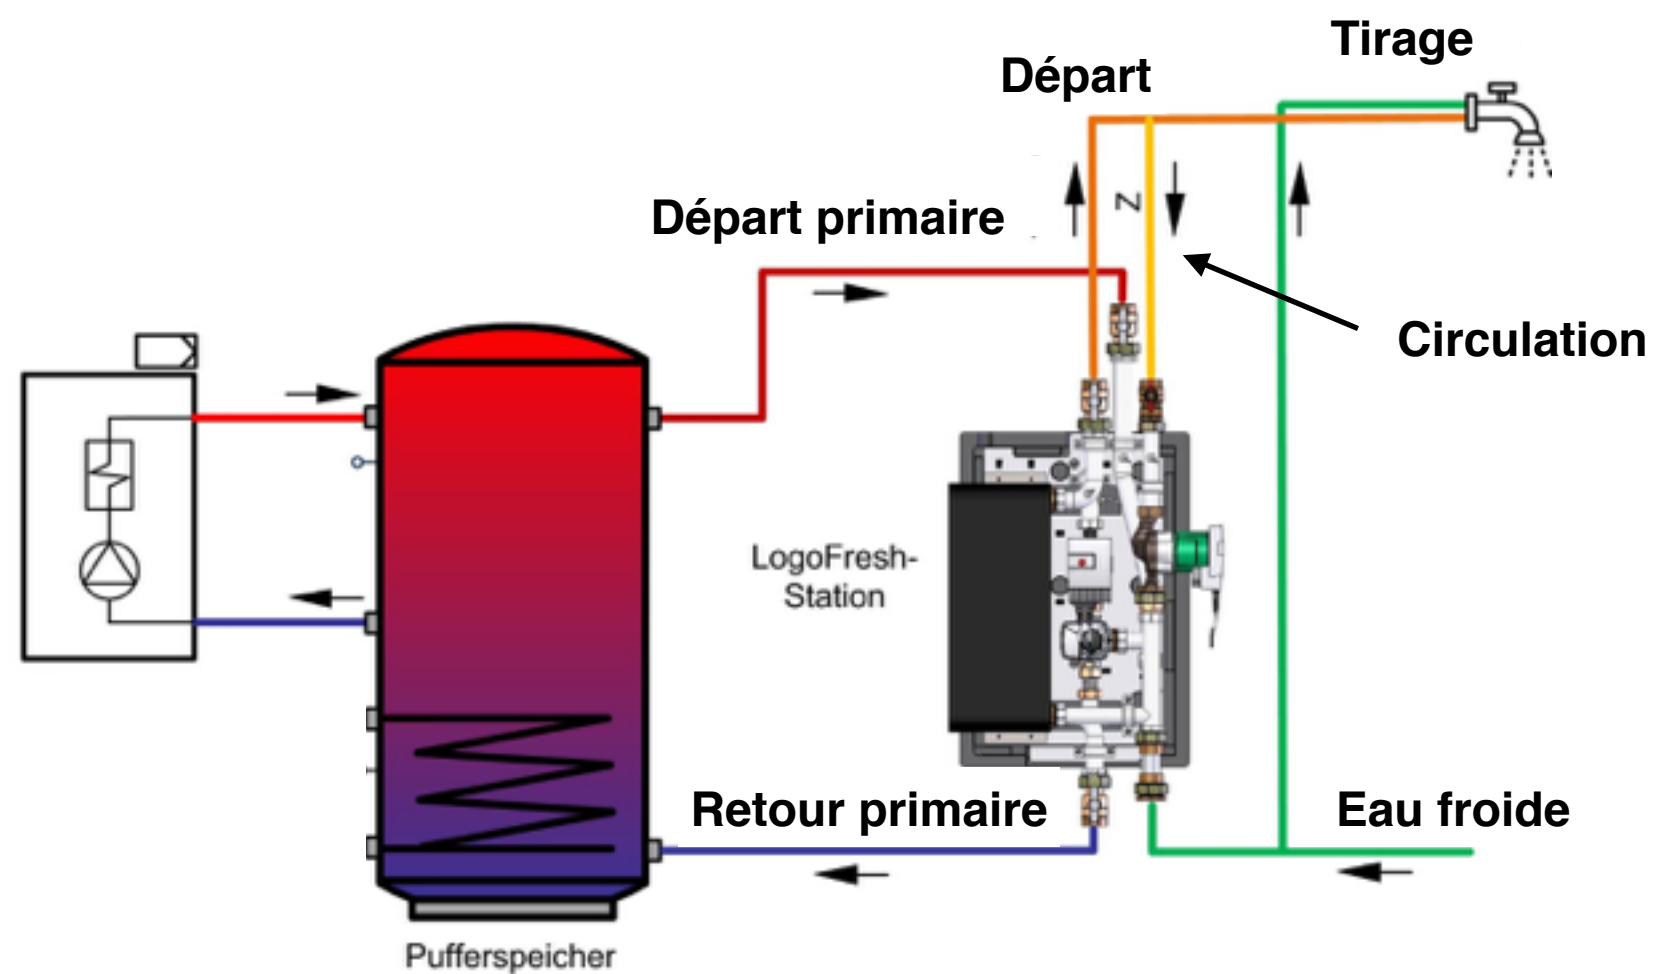 Tirage
Départ
Départ primaire
Z
Circulation
LogoFresh-
Station
Retour primaire
Eau froide
Pufferspeicher